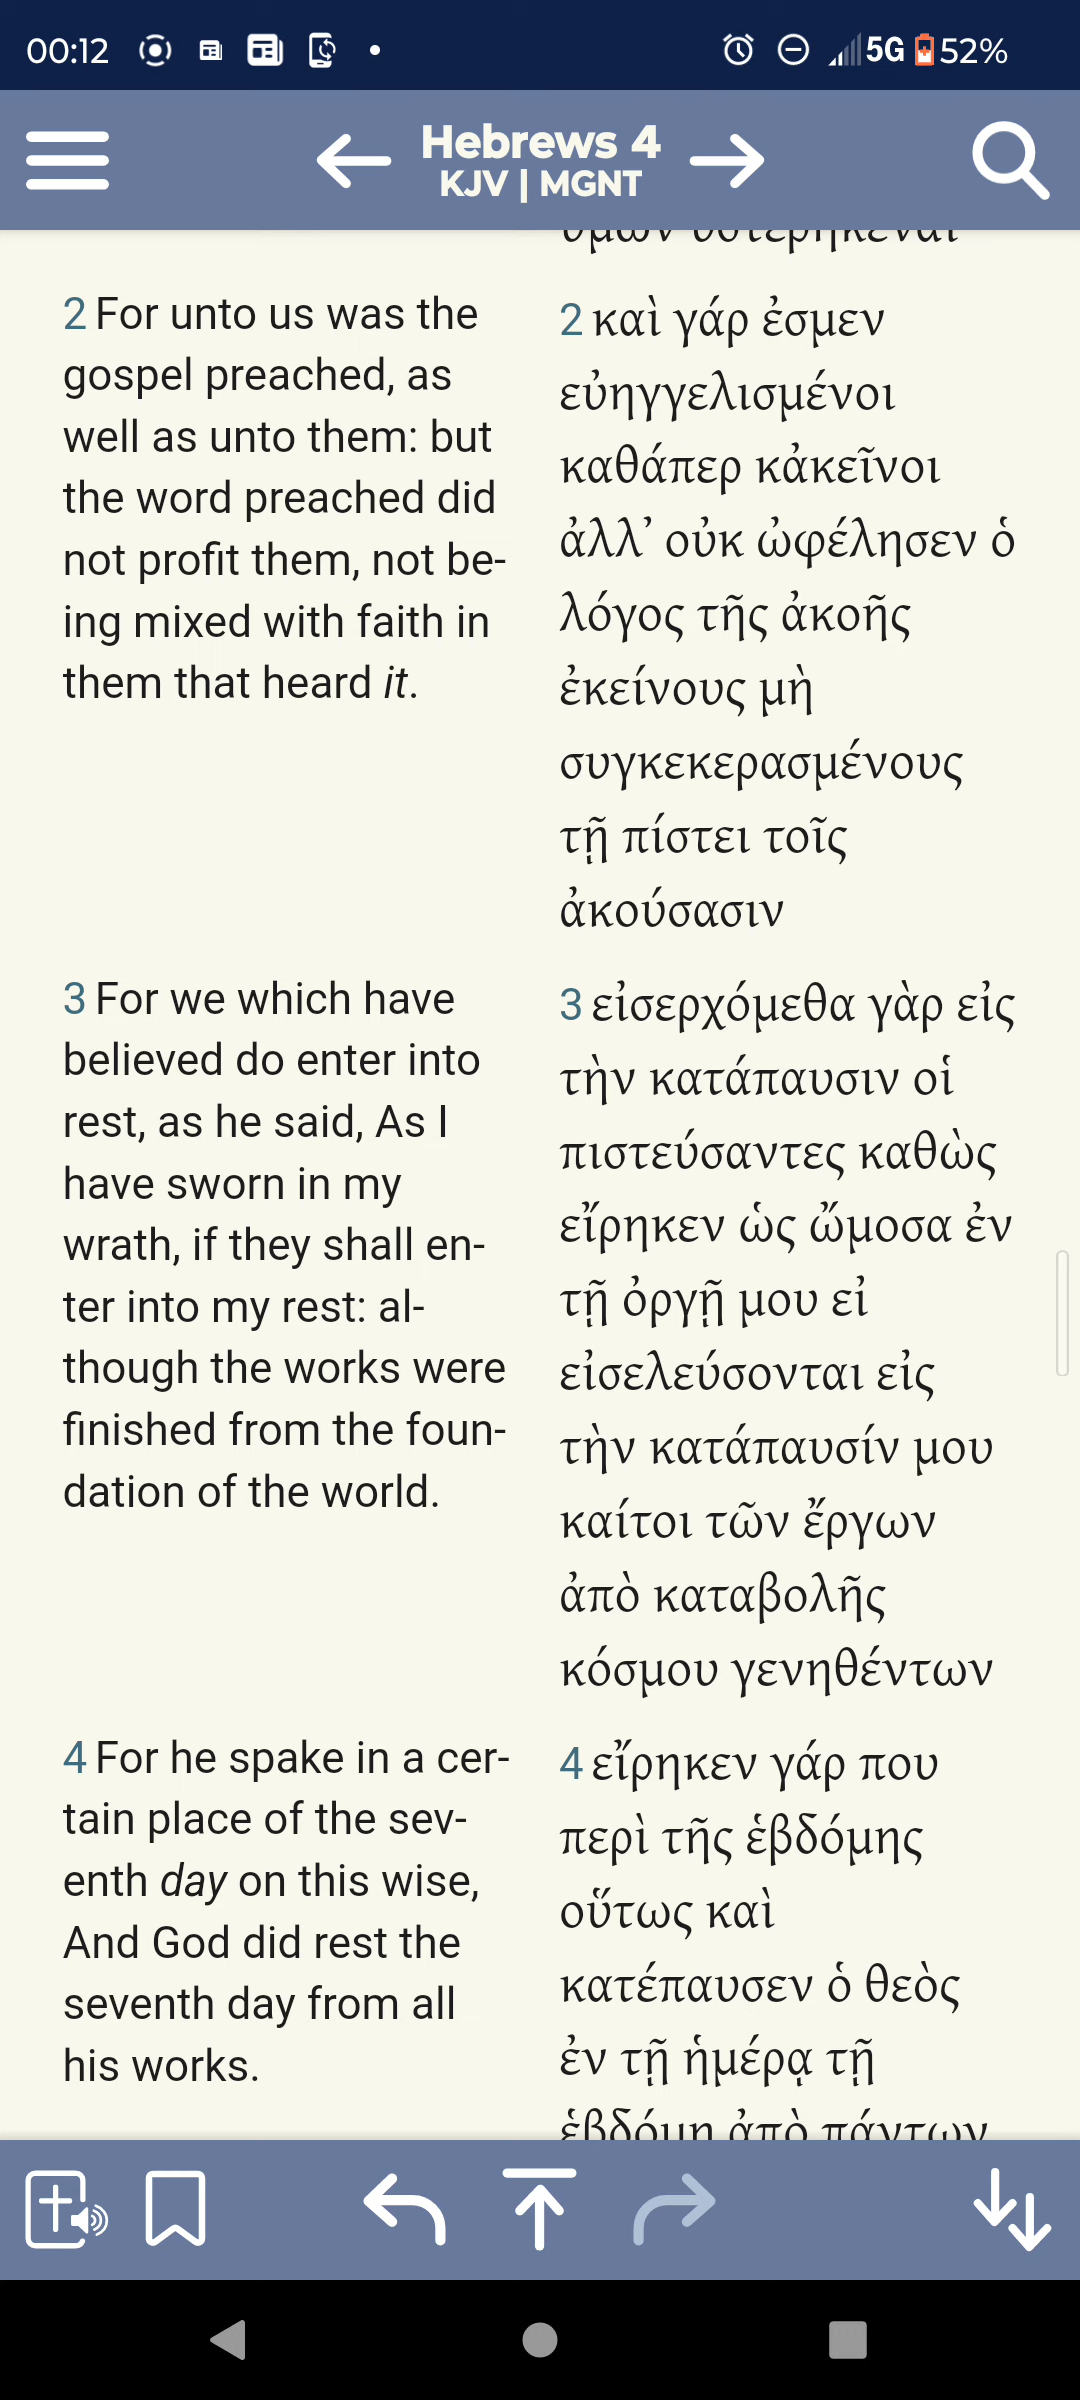 00:12
5G 52%
Hebrews 4
KJV | MGNT
2 For unto us was the
gospel preached, as
well as unto them: but
the word preached did
not profit them, not be-
ing mixed with faith in
them that heard it.
ὑμῶν ὑστερηκέναι
2 καὶ γάρ ἐσμεν
εὐηγγελισμένοι
καθάπερ κἀκεῖνοι
ἀλλ᾽ οὐκ ὠφέλησεν ὁ
λόγος τῆς ἀκοῆς
ἐκείνους μὴ
συγκεκερασμένους
τῇ πίστει τοῖς
ἀκούσασιν
3 For we which have
believed do enter into
rest, as he said, As I
have sworn in my
wrath, if they shall en-
ter into my rest: al-
though the works were
finished from the foun-
dation of the world.
3 εἰσερχόμεθα γὰρ εἰς
τὴν κατάπαυσιν οἱ
πιστεύσαντες καθὼς
εἴρηκεν ὡς ὤμοσα ἐν
τῇ ὀργῇ μου εἰ
εἰσελεύσονται εἰς
τὴν κατάπαυσίν μου
καίτοι τῶν ἔργων
ἀπὸ καταβολῆς
κόσμου γενηθέντων
4 For he spake in a cer-
tain place of the sev-
enth day on this wise,
And God did rest the
seventh day from all
his works.
4 εἴρηκεν γάρ που
περὶ τῆς ἑβδόμης
οὕτως καὶ
κατέπαυσεν ὁ θεὸς
ἐν τῇ ἡμέρᾳ τῇ
ἑβδόμῃ ἀπὸ πάντων